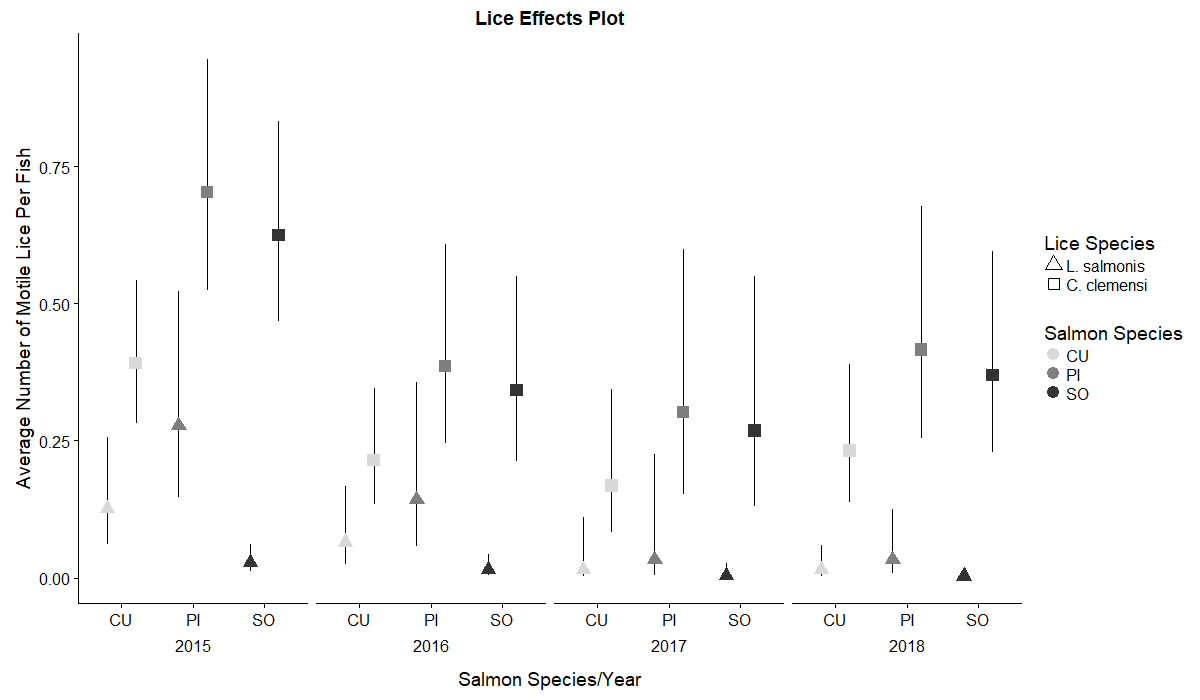 Lice Effects Plot
Average Number of Motile Lice Per Fish
0.75
0.50
0.25
0.00
CU PI SO CU PI SO CU PI SO CU PI SO
2015 2016 2017 2018
Salmon Species/Year
Lice Species
L. salmonis
C. clemensi
Salmon Species
CU
PI
SO